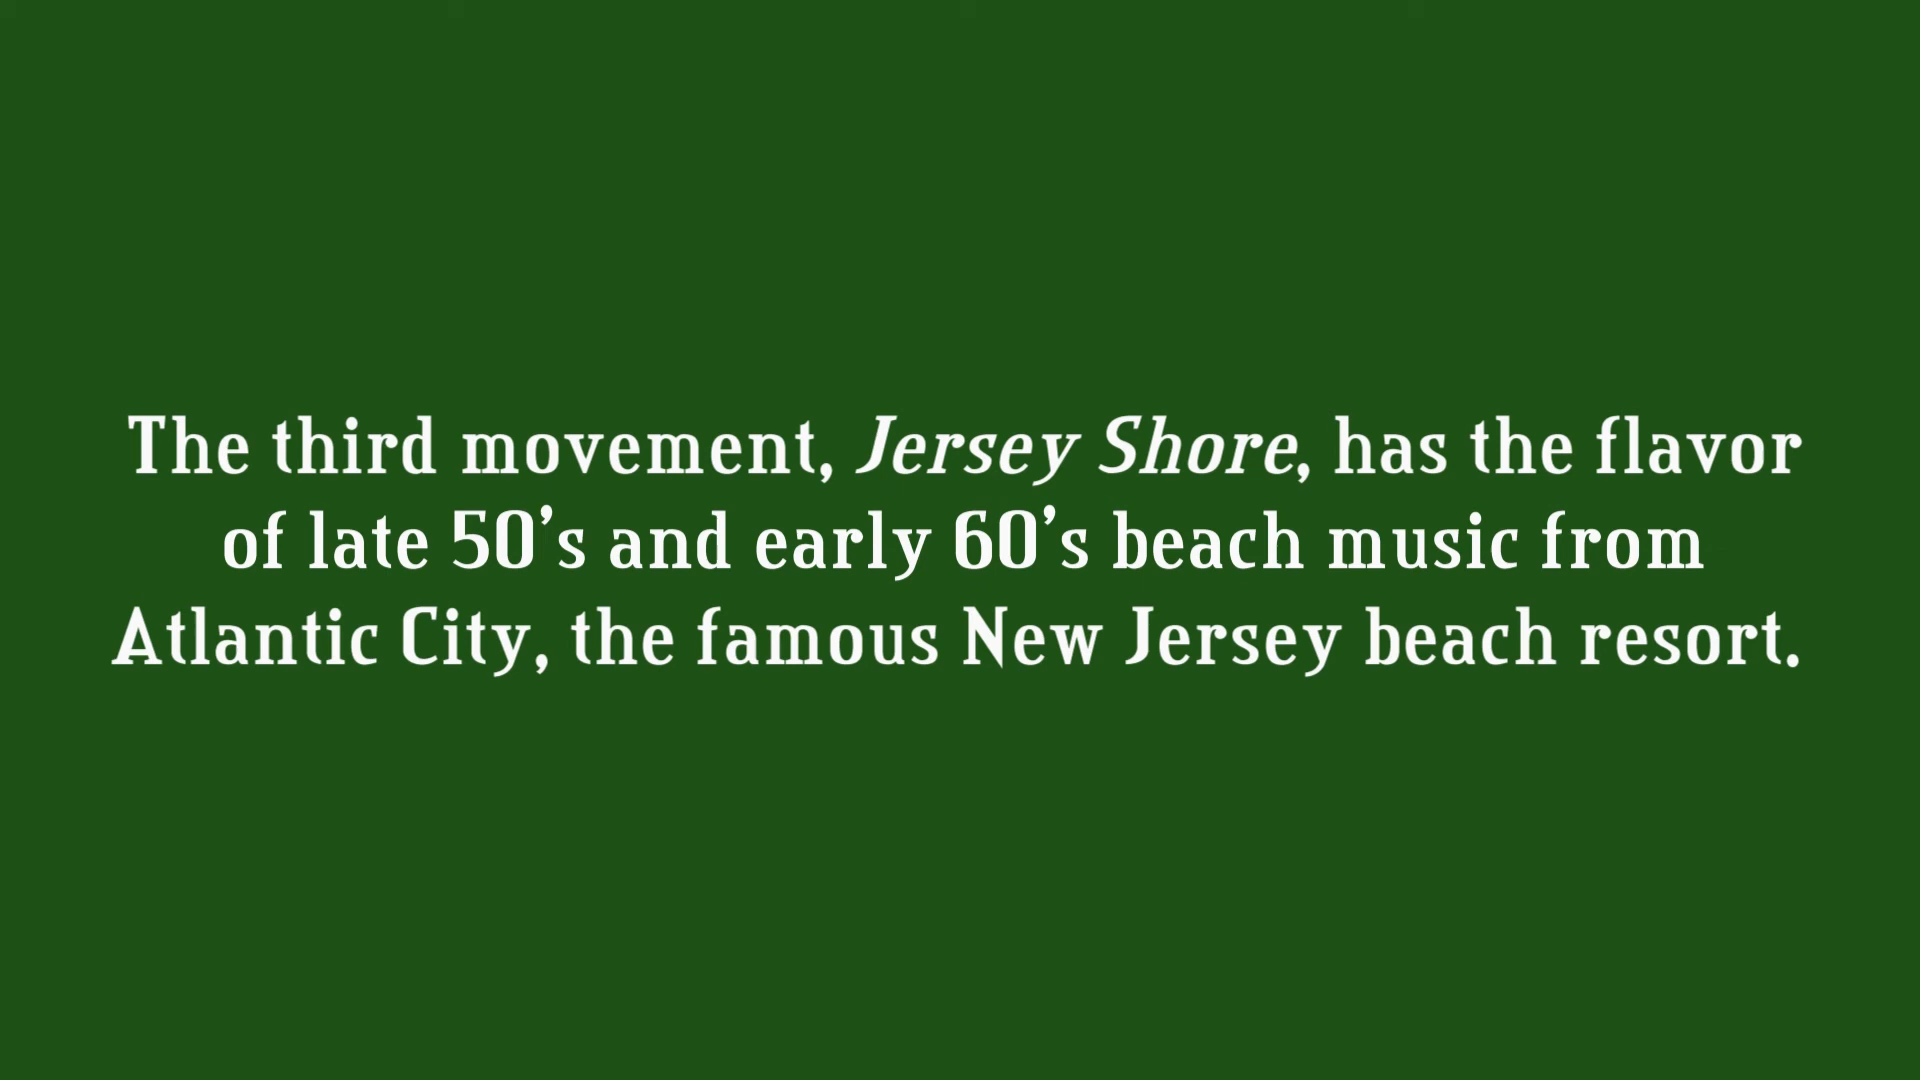 The third movement, Jersey Shore, has the flavor
of late 50’s and early 60’s beach music from
Atlantic City, the famous New Jersey beach resort.